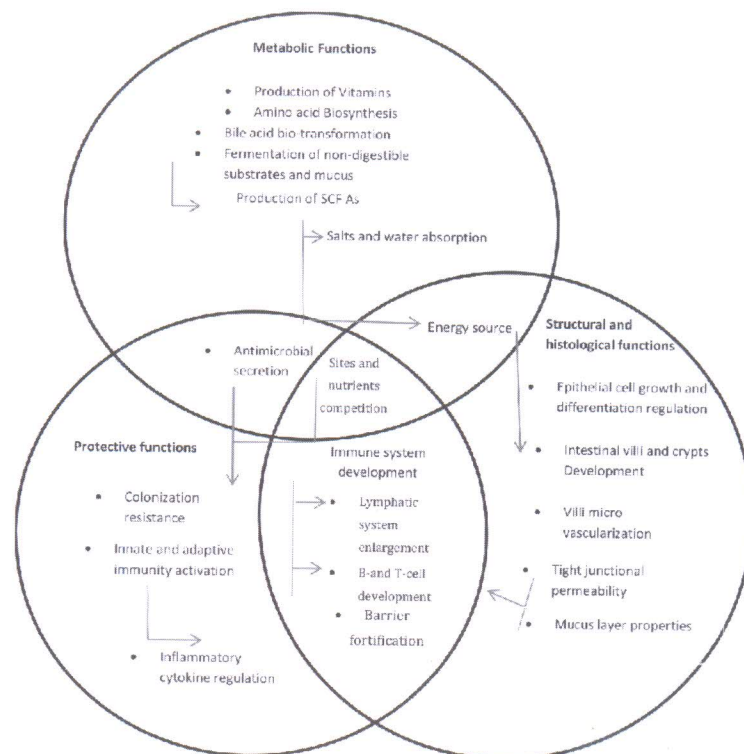 Metabolic Functions
• Production of Vitamins
• Amino acid Biosynthesis
• Bile acid bio-transformation
• Fermentation of non-digestible
substrates and mucus
Production of SCF As
Salts and water absorption
Energy source
• Antimicrobial
secretion
Sites and
nutrients
competition
Structural and
histological functions
• Epithelial cell growth and
differentiation regulation
• Intestinal villi and crypts
Development
• Villi micro
vascularization
• Tight junctional
permeability
• Mucus layer properties
Protective functions
• Colonization
resistance
• Innate and adaptive
immunity activation
• Inflammatory
cytokine regulation
Immune system
development
• Lymphatic
system
enlargement
• B-and T-cell
development
• Barrier
fortification